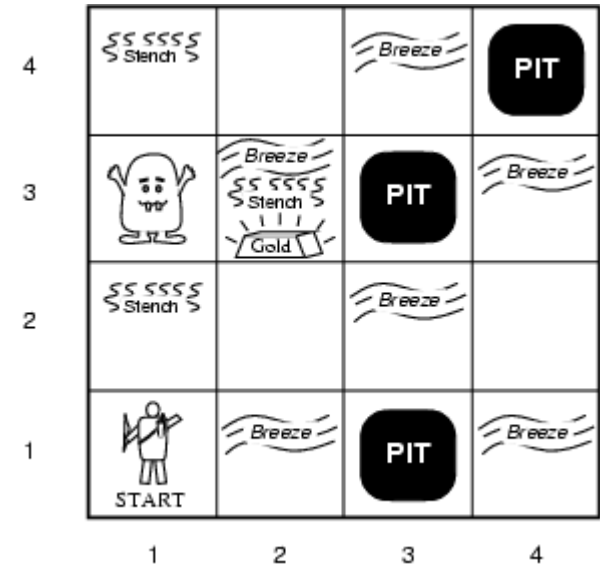 4
Stench
Breeze
PIT
3
Breeze
Stench
Gold
PIT
Breeze
2
Stench
Breeze
1
START
Breeze
PIT
Breeze
1 2 3 4